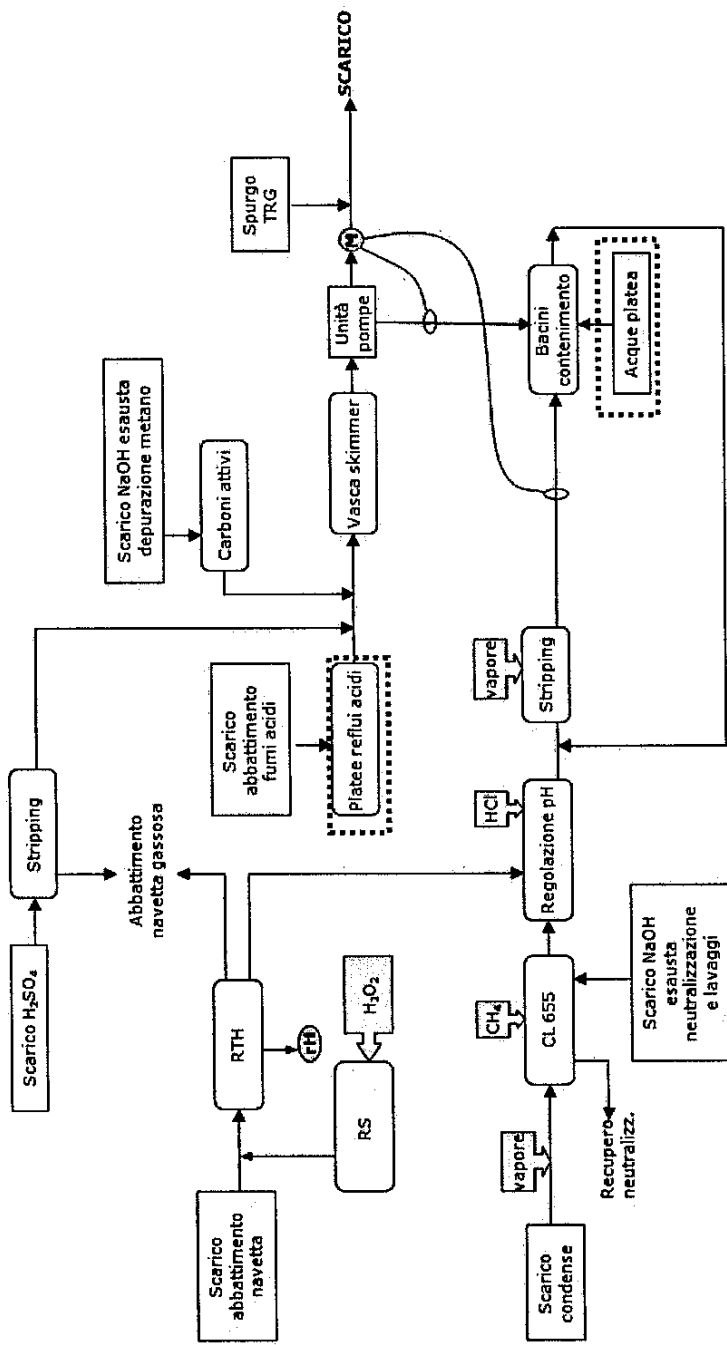 Scarico H₂SO₄
Stripping
Abbattimento
navetta gassosa
Scarico
abbattimento
navetta
RTH
rH
RS
H₂O₂
Scarico
abbattimento
fumi acidi
Platee reflui acidi
Scarico NaOH esausta
depurazione metano
Carboni attivi
Vasca skimmer
Unità
pompe
M
Spurgo
TRG
SCARICO
Scarico
condense
vapore
Recupero
neutralizz.
CH₄
CL 655
Scarico NaOH
esausta
neutralizzazione
e lavaggi
HCl
Regolazione pH
vapore
Stripping
Bacini
contenimento
Acque platea